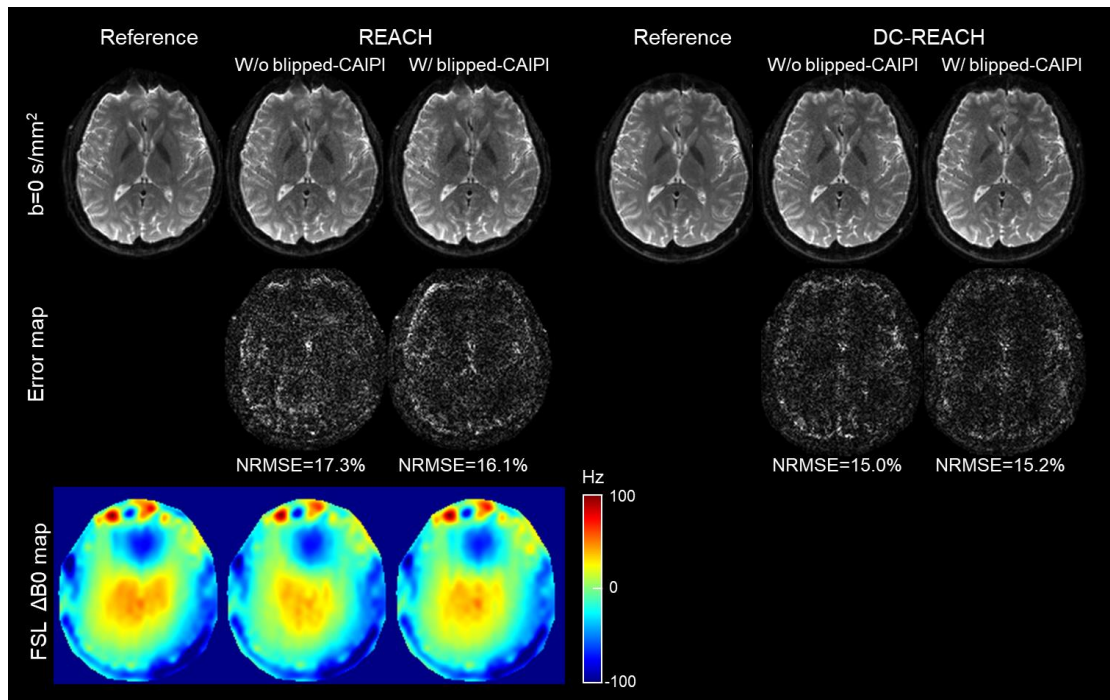 Reference
REACH
Reference
DC-REACH
W/o blipped-CAIPI
W/ blipped-CAIPI
W/o blipped-CAIPI
W/ blipped-CAIPI
b=0 s/mm²
Error map
NRMSE=17.3%
NRMSE=16.1%
NRMSE=15.0%
NRMSE=15.2%
FSL ΔB0 map
Hz
100
0
-100